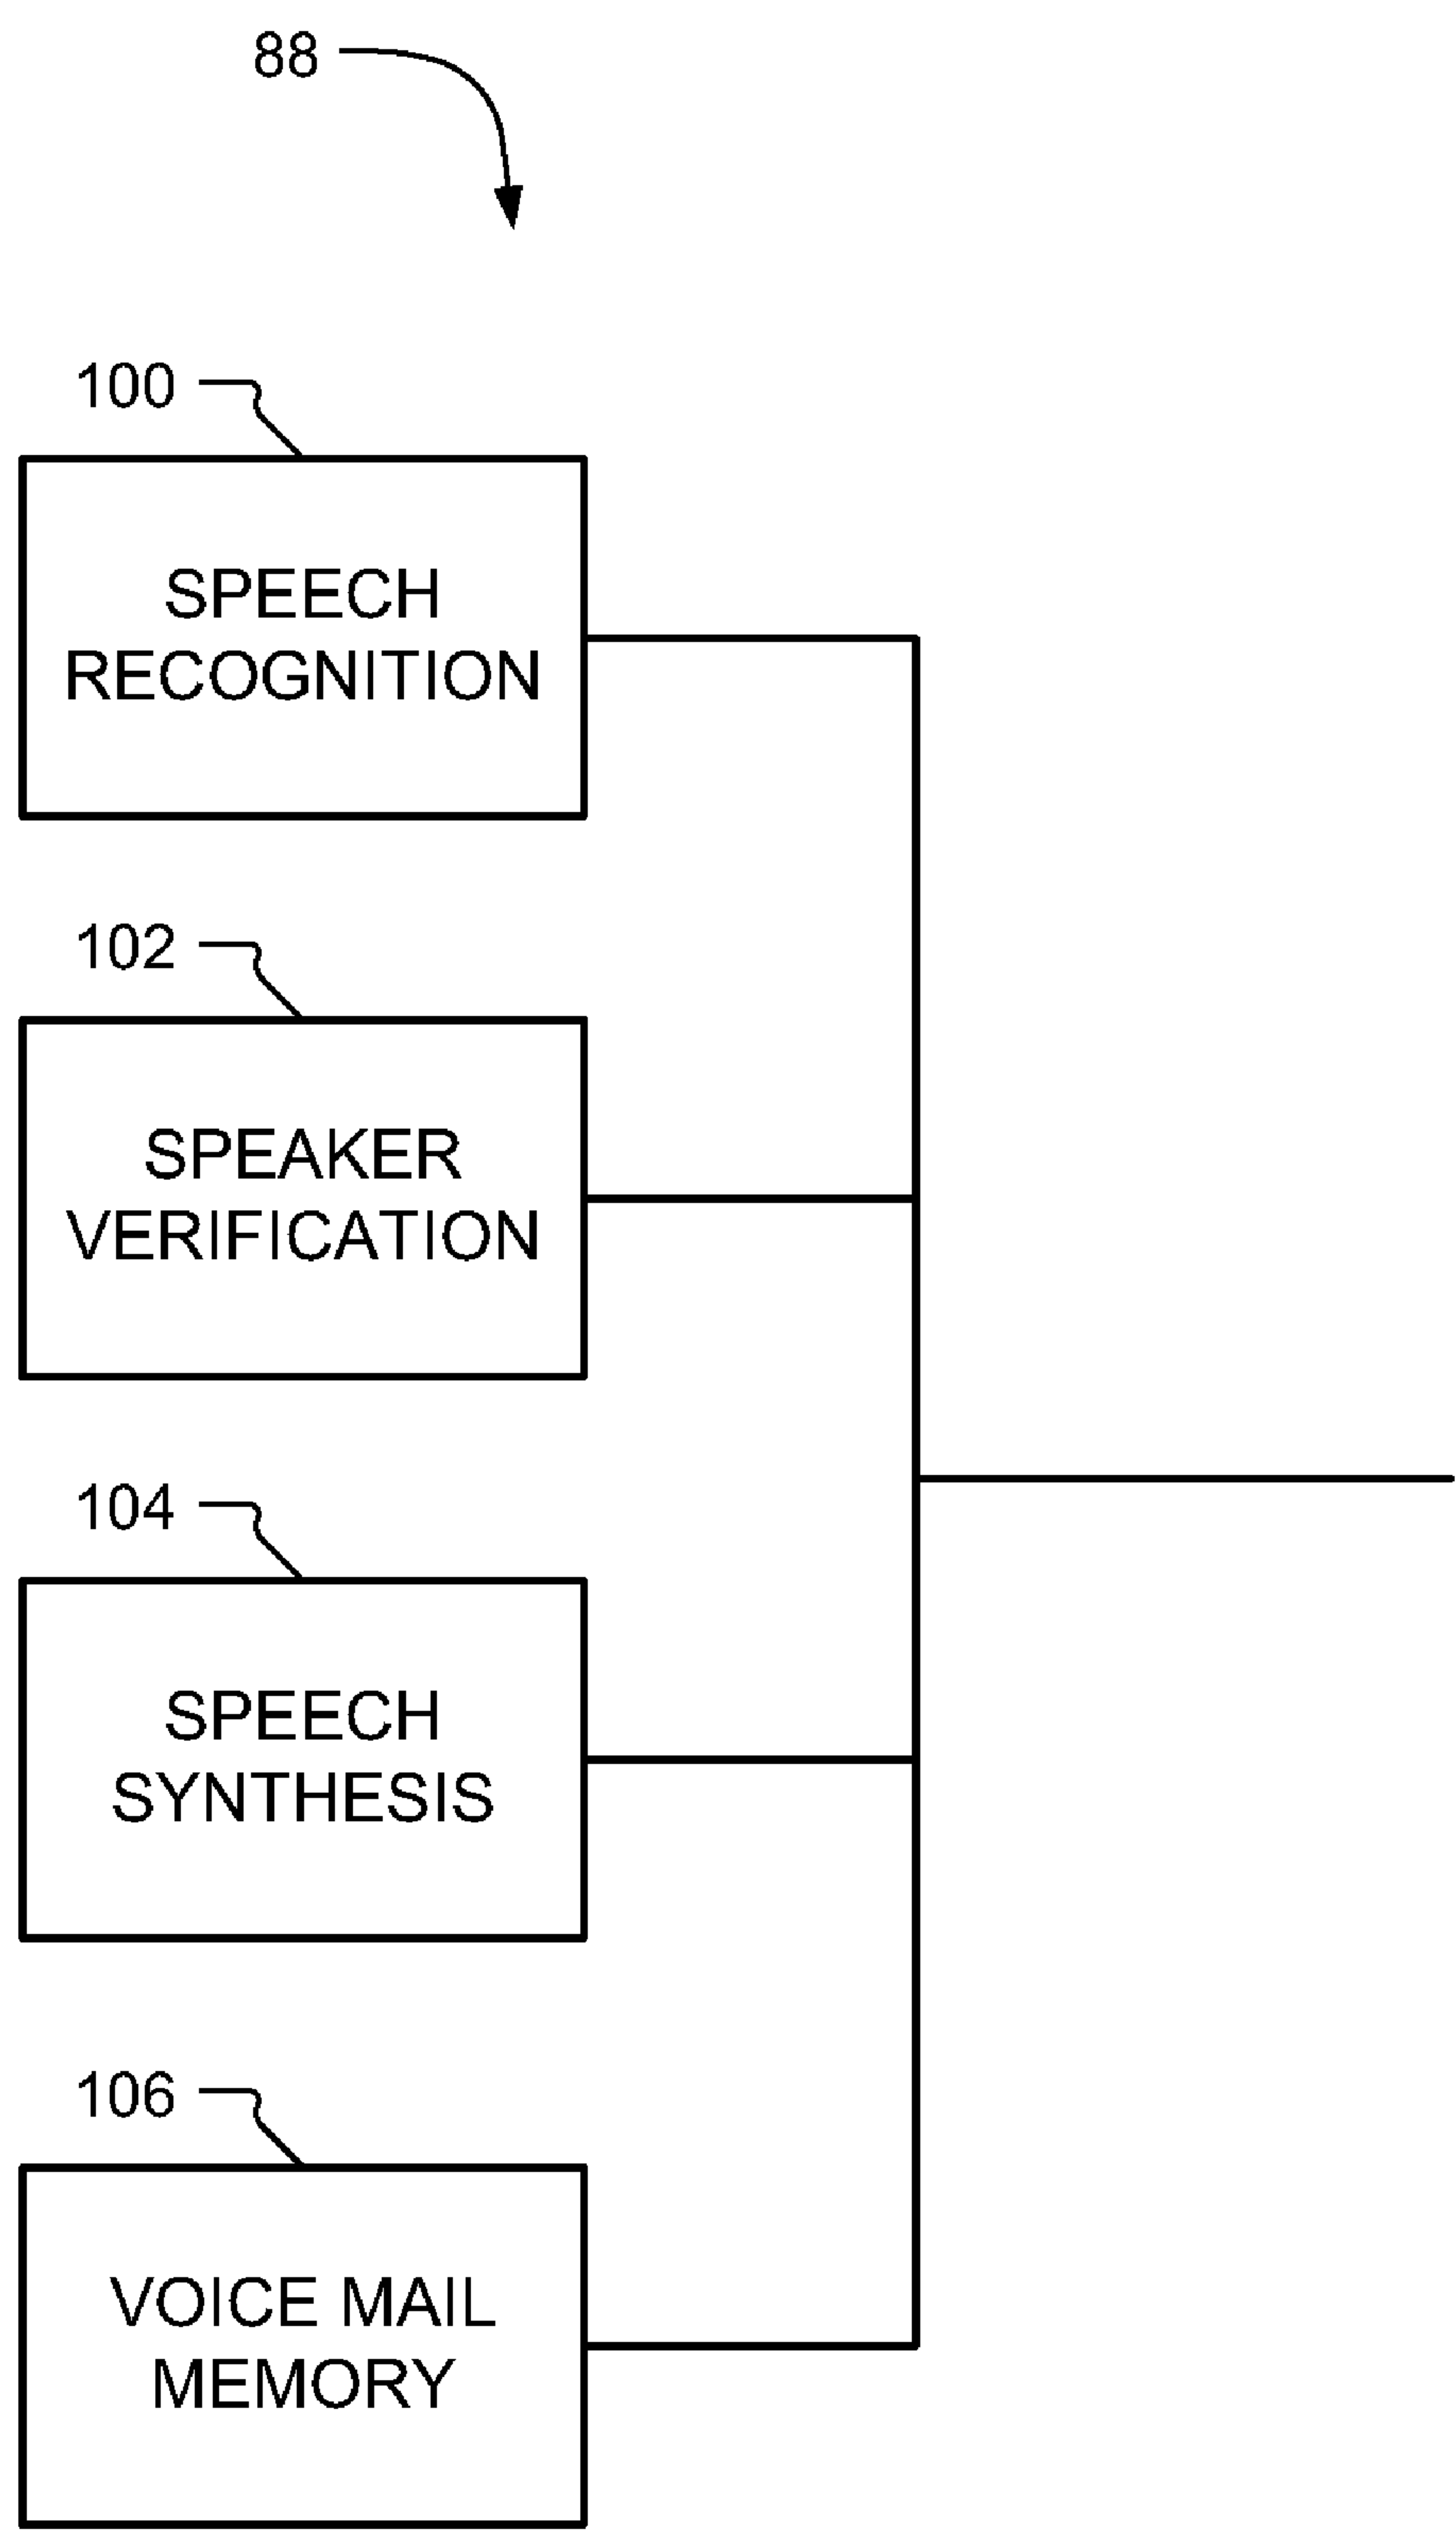 88
100
SPEECH
RECOGNITION
102
SPEAKER
VERIFICATION
104
SPEECH
SYNTHESIS
106
VOICE MAIL
MEMORY